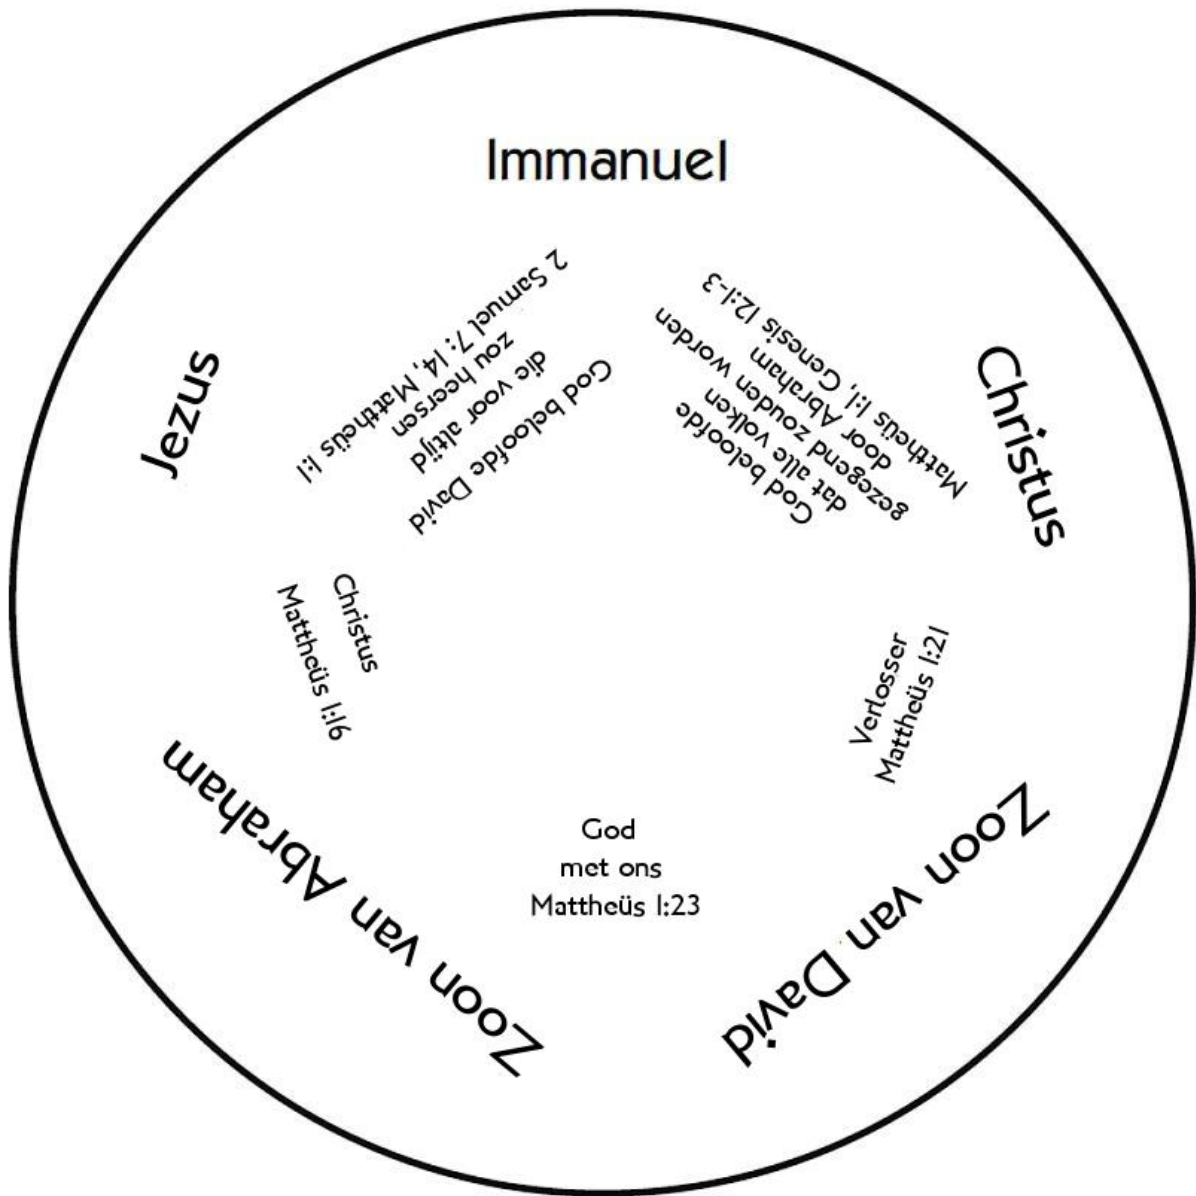 Immanuel
Christus
Zoon van David
Zoon van Abraham
Jezus
God beloofde
dat alle volken
gezegend zouden worden
door Abraham
Mattheüs 1:1, Genesis 12:1-3
Verlosser
Mattheüs 1:21
God
met ons
Mattheüs 1:23
Christus
Mattheüs 1:16
God beloofde David
die voor altijd
zou heersen
2 Samuel 7:14, Mattheüs 1:1